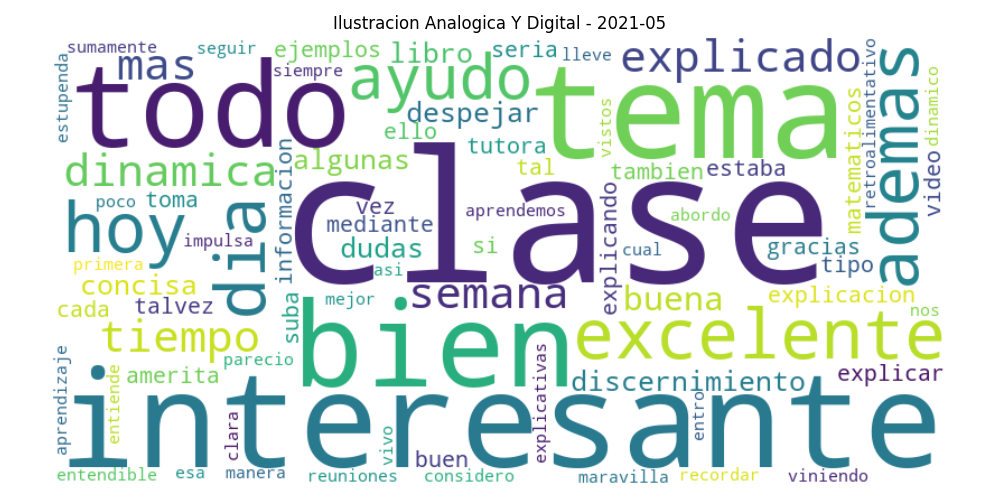 Ilustracion Analogica Y Digital - 2021-05
sumamente
seguir
ejemplos
libro
seria
lleve
explicado
estupenda
mas
todo
siempre
ayudo
tema
ademas
retroalimentativo
dinamico
despejar
vistos
matematicos
ello
tutora
dinamica
algunas
tal
tambien
estaba
video
informacion
clase
hoy
poco
toma
dia
vez
mediante
aprendemos
explicando
abordo
impulsa
dudas
si
cual
gracias
tipo
primera
asi
concisa
semana
buena
explicacion
cada
talvez
suba
mejor
nos
tiempo
bien
excelente
aprendizaje
entiende
parecio
amerita
explicativas
discernimiento
explicar
interesante
clara
vivo
buen
entro
entendible
esa
manera
reuniones
considero
maravilla
recordar
viniendo